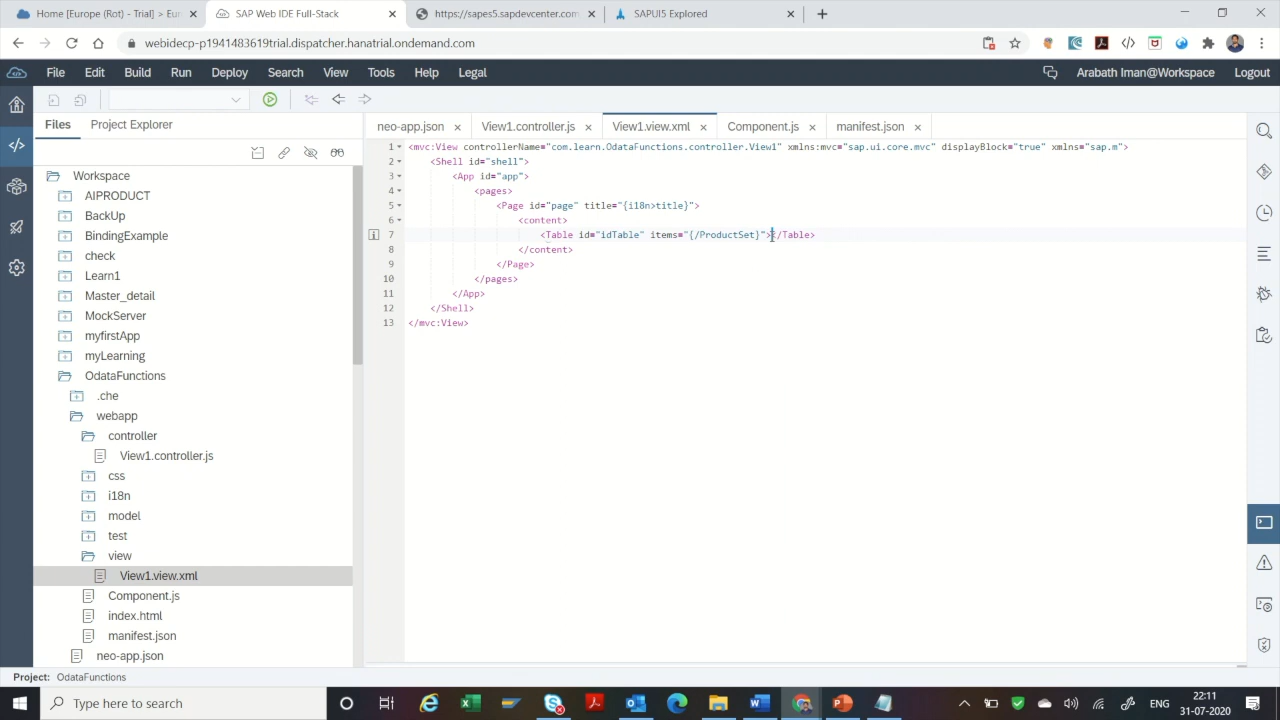 Home [Europe (Rot) - Trial] > Eur
SAP Web IDE Full-Stack
https://sapes5.sapdevcenter.com
SAPUI5 Explored
webidecp-p1941483619trial.dispatcher.hanatrial.ondemand.com
File Edit Build Run Deploy Search View Tools Help Legal
Arabath Iman@Workspace Logout
Files Project Explorer
neo-app.json View1.controller.js View1.view.xml Component.js manifest.json
Workspace
AIPRODUCT
BackUp
BindingExample
check
Learn1
Master_detail
MockServer
myfirstApp
myLearning
OdataFunctions
.che
webapp
controller
View1.controller.js
css
i18n
model
test
view
View1.view.xml
Component.js
index.html
manifest.json
neo-app.json
1 <mvc:View controllerName="com.learn.OdataFunctions.controller.View1" xmlns:mvc="sap.ui.core.mvc" displayBlock="true" xmlns="sap.m">
2 <Shell id="shell">
3 <App id="app">
4 <pages>
5 <Page id="page" title="{i18n>title}">
6 <content>
7 <Table id="idTable" items="{/ProductSet}"></Table>
8 </content>
9 </Page>
10 </pages>
11 </App>
12 </Shell>
13 </mvc:View>
Project: OdataFunctions
Type here to search
ENG
22:11
31-07-2020